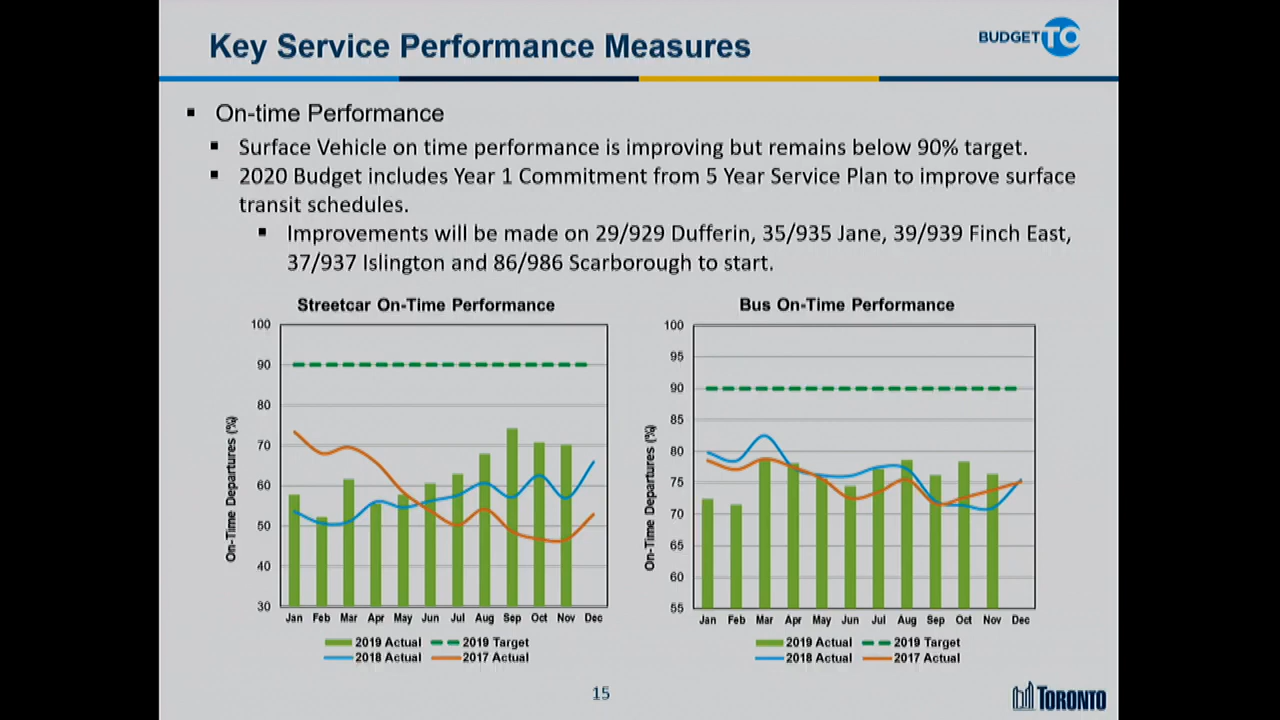 Key Service Performance Measures
BUDGETTO
▪ On-time Performance
▪ Surface Vehicle on time performance is improving but remains below 90% target.
▪ 2020 Budget includes Year 1 Commitment from 5 Year Service Plan to improve surface
transit schedules.
▪ Improvements will be made on 29/929 Dufferin, 35/935 Jane, 39/939 Finch East,
37/937 Islington and 86/986 Scarborough to start.
Streetcar On-Time Performance
On-Time Departures (%)
100
90
80
70
60
50
40
30
Jan Feb Mar Apr May Jun Jul Aug Sep Oct Nov Dec
2019 Actual 2019 Target
2018 Actual 2017 Actual
Bus On-Time Performance
On-Time Departures (%)
100
95
90
85
80
75
70
65
60
55
Jan Feb Mar Apr May Jun Jul Aug Sep Oct Nov Dec
2019 Actual 2019 Target
2018 Actual 2017 Actual
15
TORONTO